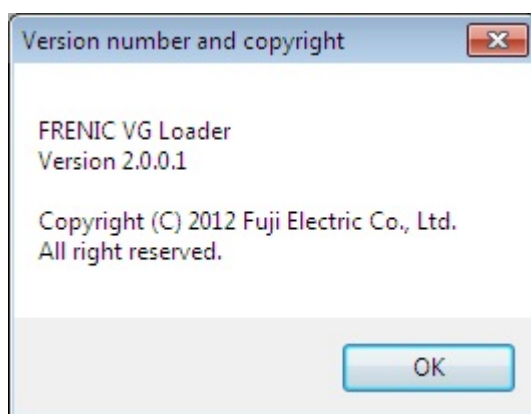 Version number and copyright
FRENIC VG Loader
Version 2.0.0.1
Copyright (C) 2012 Fuji Electric Co., Ltd.
All right reserved.
OK